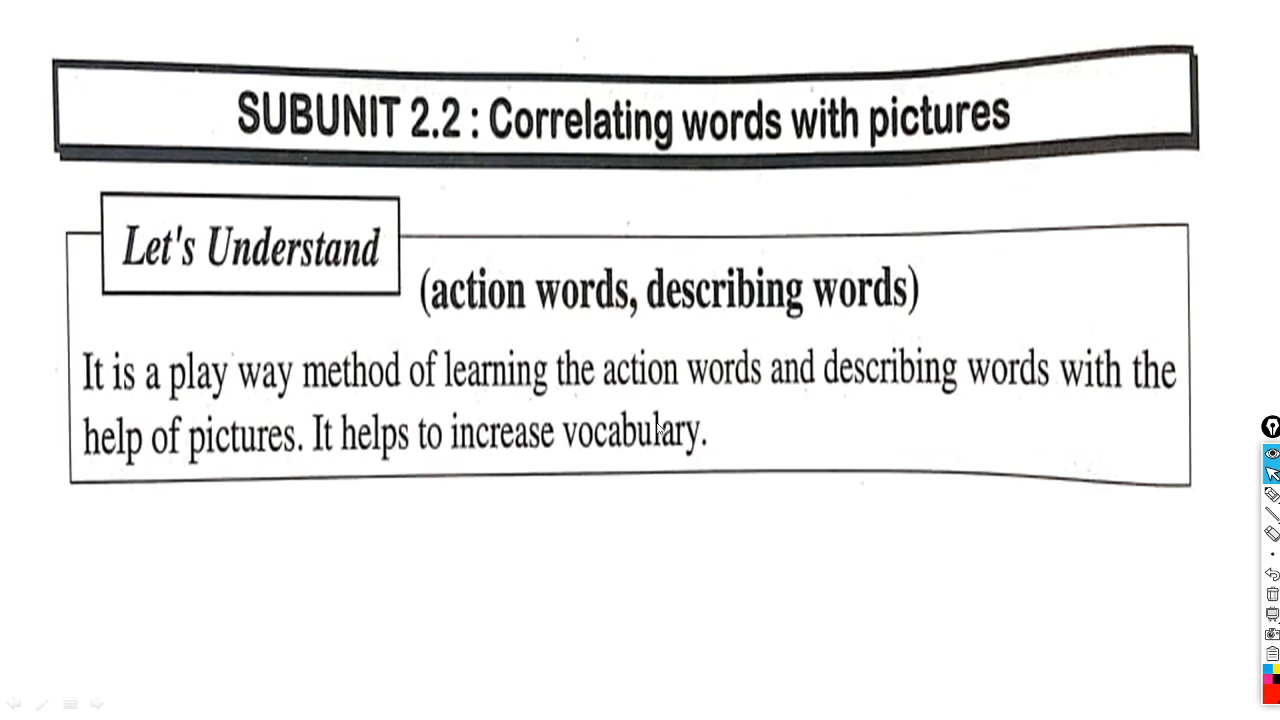 SUBUNIT 2.2 : Correlating words with pictures
Let's Understand
(action words, describing words)
It is a play way method of learning the action words and describing words with the
help of pictures. It helps to increase vocabulary.